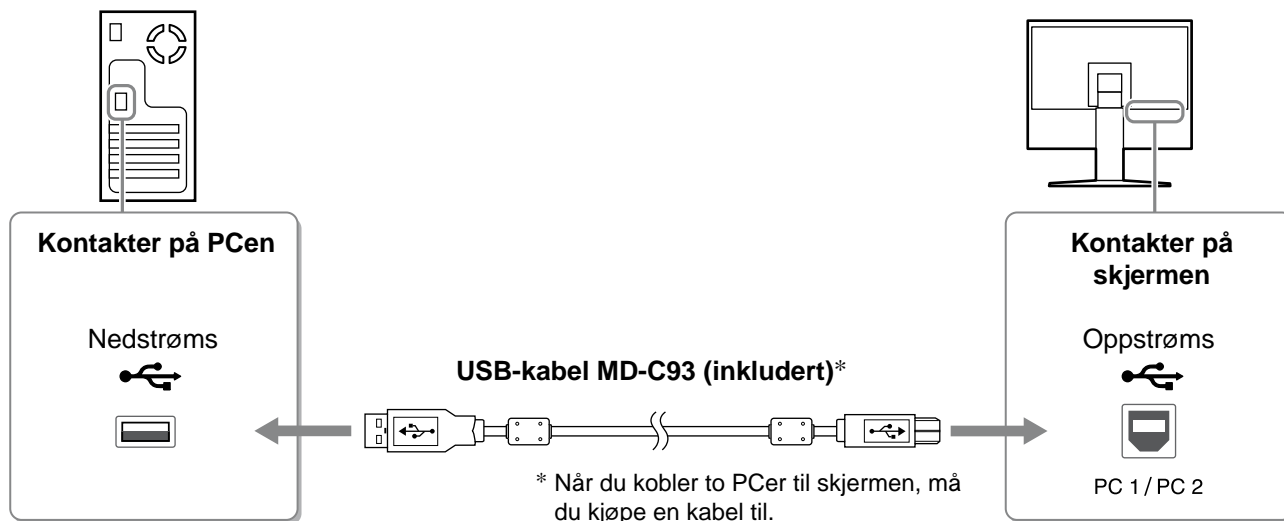 Kontakter på PCen
Kontakter på
skjermen
Nedstrøms
Oppstrøms
USB-kabel MD-C93 (inkludert)*
PC 1 / PC 2
* Når du kobler to PCer til skjermen, må
du kjøpe en kabel til.